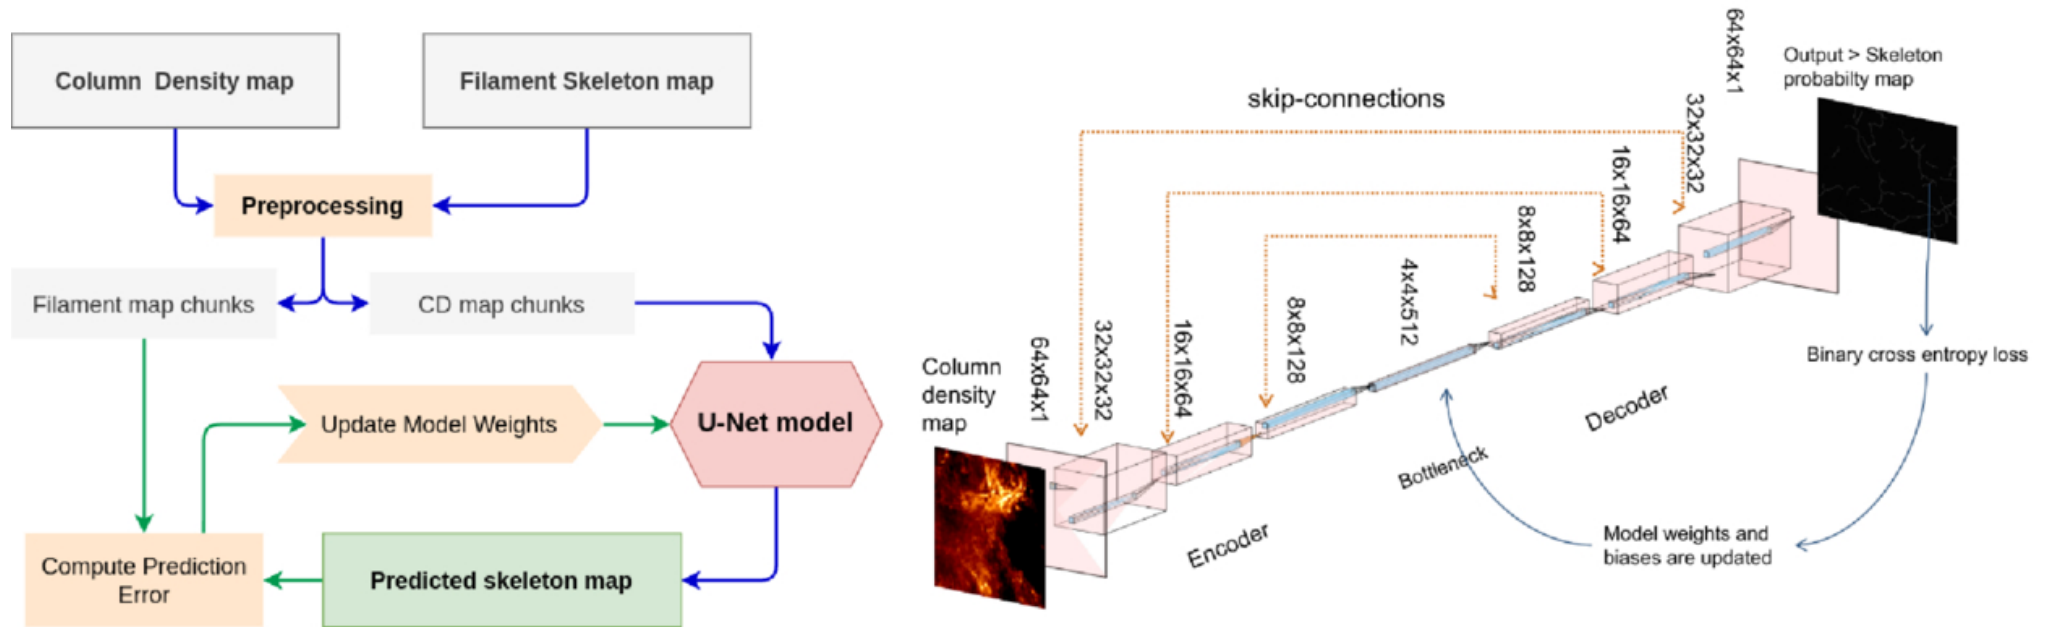 Column  Density map
Filament Skeleton map
Preprocessing
Filament map chunks
CD map chunks
Update Model Weights
U-Net model
Compute Prediction
Error
Predicted skeleton map
skip-connections
Output > Skeleton
probabilty map
64x64x1
32x32x32
16x16x64
8x8x128
4x4x512
8x8x128
16x16x64
32x32x32
64x64x1
Column
density
map
Encoder
Bottleneck
Decoder
Binary cross entropy loss
Model weights and
biases are updated